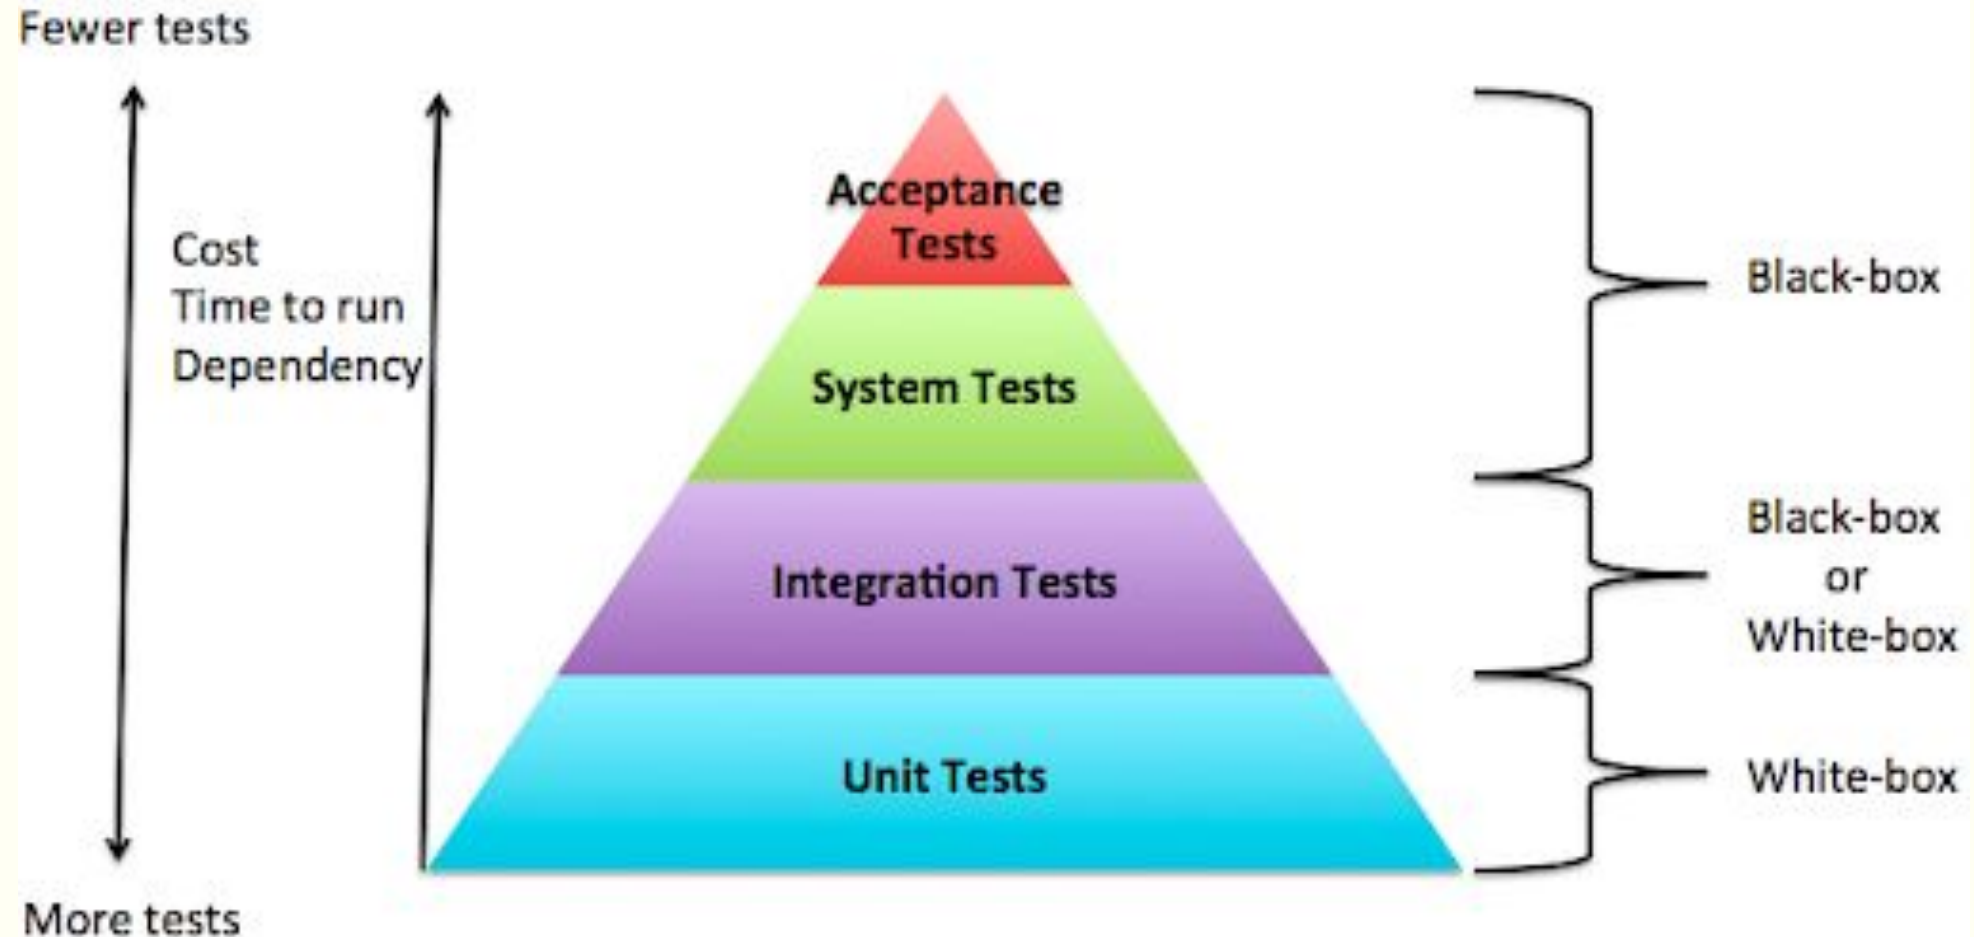 Fewer tests
Cost
Time to run
Dependency
More tests
Acceptance
Tests
System Tests
Integration Tests
Unit Tests
Black-box
Black-box
or
White-box
White-box